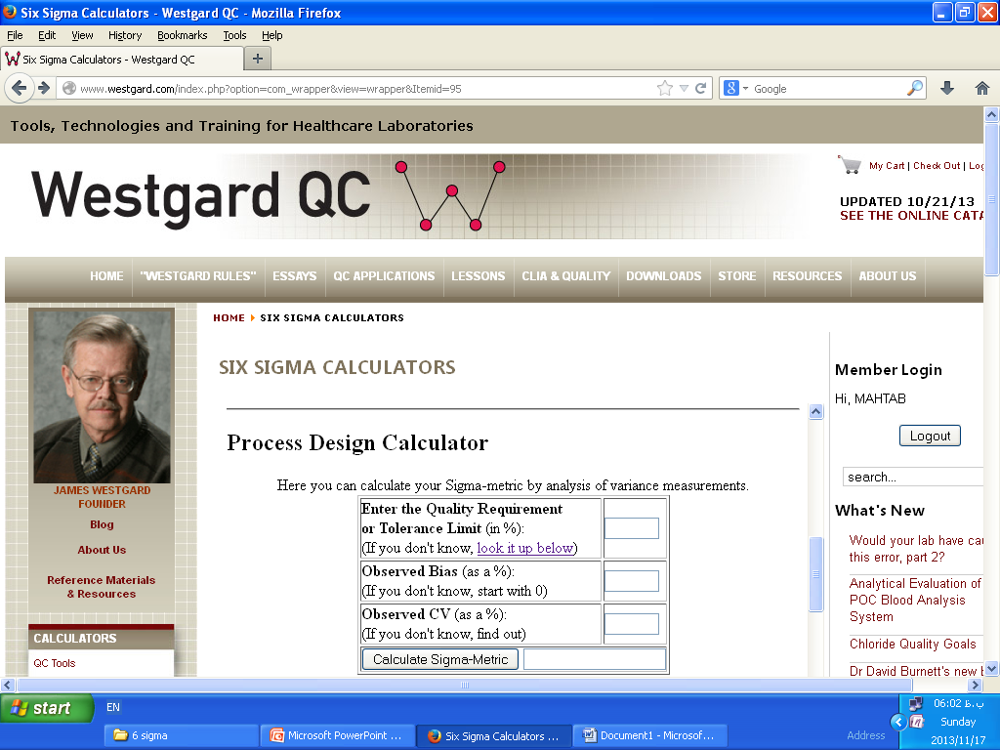 Six Sigma Calculators - Westgard QC - Mozilla Firefox
File Edit View History Bookmarks Tools Help
Six Sigma Calculators - Westgard QC
www.westgard.com/index.php?option=com_wrapper&view=wrapper&Itemid=95
Google
Tools, Technologies and Training for Healthcare Laboratories
Westgard QC
My Cart | Check Out | Log
UPDATED 10/21/13
SEE THE ONLINE CATA
HOME "WESTGARD RULES" ESSAYS QC APPLICATIONS LESSONS CLIA & QUALITY DOWNLOADS STORE RESOURCES ABOUT US
JAMES WESTGARD
FOUNDER
Blog
About Us
Reference Materials
& Resources
CALCULATORS
QC Tools
HOME SIX SIGMA CALCULATORS
SIX SIGMA CALCULATORS
Process Design Calculator
Here you can calculate your Sigma-metric by analysis of variance measurements.
Enter the Quality Requirement
or Tolerance Limit (in %):
(If you don't know, look it up below)
Observed Bias (as a %):
(If you don't know, start with 0)
Observed CV (as a %):
(If you don't know, find out)
Calculate Sigma-Metric
Member Login
Hi, MAHTAB
Logout
search...
What's New
Would your lab have cau
this error, part 2?
Analytical Evaluation of
POC Blood Analysis
System
Chloride Quality Goals
Dr David Burnett's new b
start
EN
6 sigma
Microsoft PowerPoint ...
Six Sigma Calculators ...
Document1 - Microsof...
Address
06:02 ب.ظ
Sunday
2013/11/17